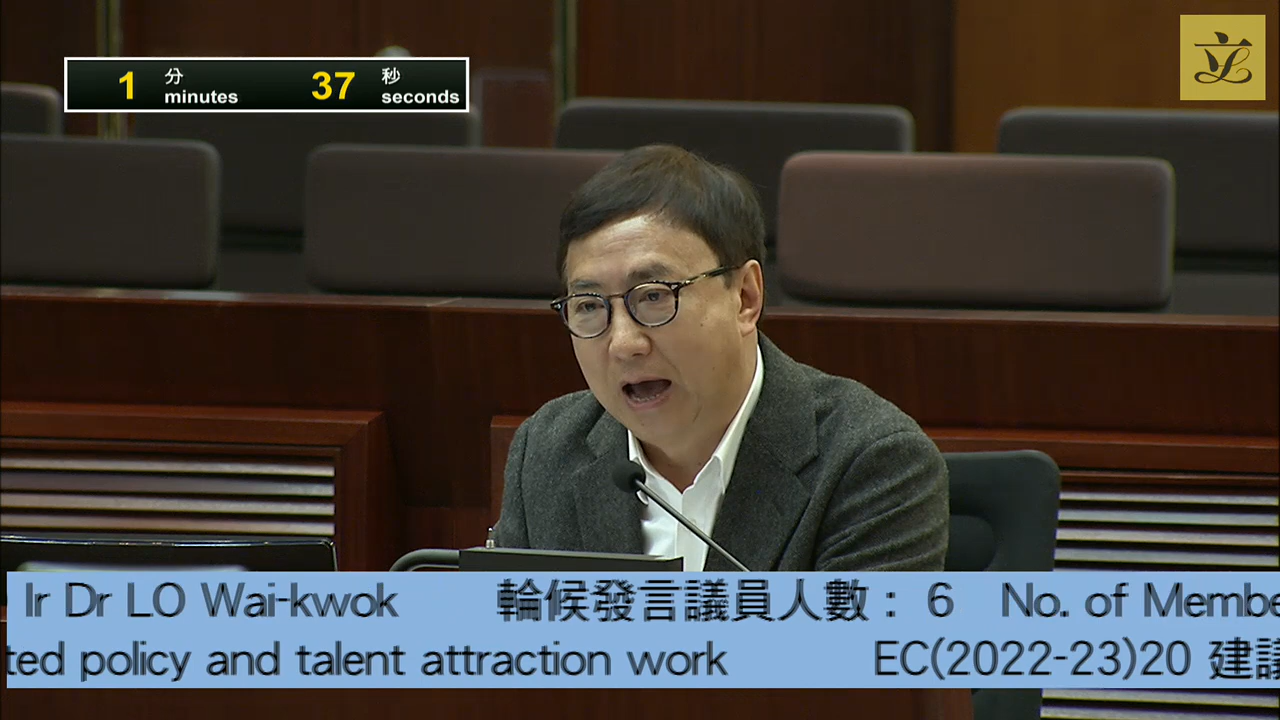 1 分 minutes 37 秒 seconds
Ir Dr LO Wai-kwok 輪候發言議員人數： 6 No. of Membe
ted policy and talent attraction work EC(2022-23)20 建議